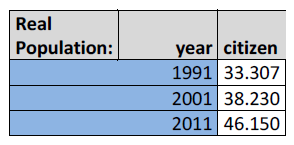 Real
Population: year citizen
1991 33.307
2001 38.230
2011 46.150